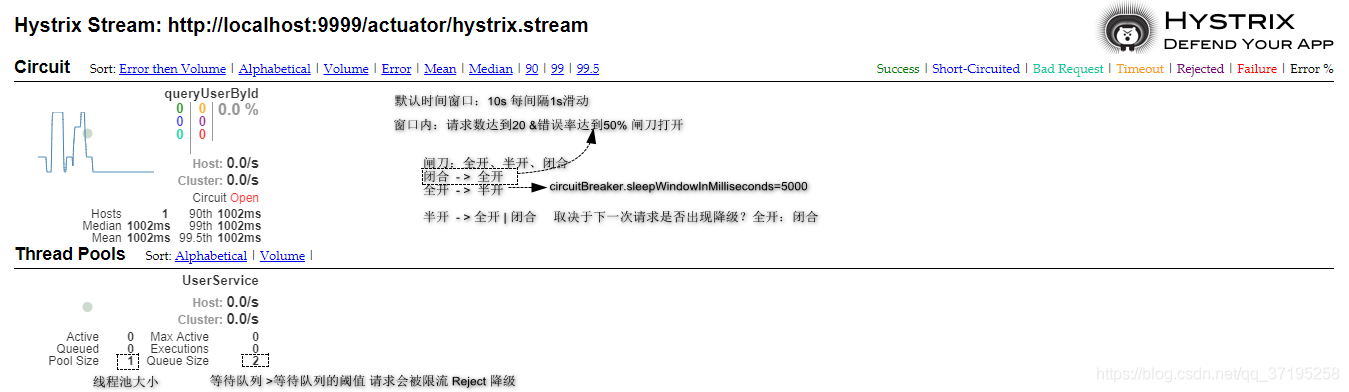 Hystrix Stream: http://localhost:9999/actuator/hystrix.stream
HYSTRIX
DEFEND YOUR APP
Circuit Sort: Error then Volume | Alphabetical | Volume | Error | Mean | Median | 90 | 99 | 99.5
Success | Short-Circuited | Bad Request | Timeout | Rejected | Failure | Error %
queryUserById
0 0 0.0 %
0 0
0 0
Host: 0.0/s
Cluster: 0.0/s
Circuit Open
Hosts 1 90th 1002ms
Median 1002ms 99th 1002ms
Mean 1002ms 99.5th 1002ms
默认时间窗口：10s 每间隔1s滑动
窗口内：请求数达到20 &错误率达到50% 闸刀打开
闸刀：全开、半开、闭合
闭合 -> 全开
全开 -> 半开 circuitBreaker.sleepWindowInMilliseconds=5000
半开 -> 全开 | 闭合 取决于下一次请求是否出现降级？全开：闭合
Thread Pools Sort: Alphabetical | Volume |
UserService
Host: 0.0/s
Cluster: 0.0/s
Active 0 Max Active 0
Queued 0 Executions 0
Pool Size 1 Queue Size 2
线程池大小 等待队列 >等待队列的阈值 请求会被限流 Reject 降级
https://blog.csdn.net/qq_37195258